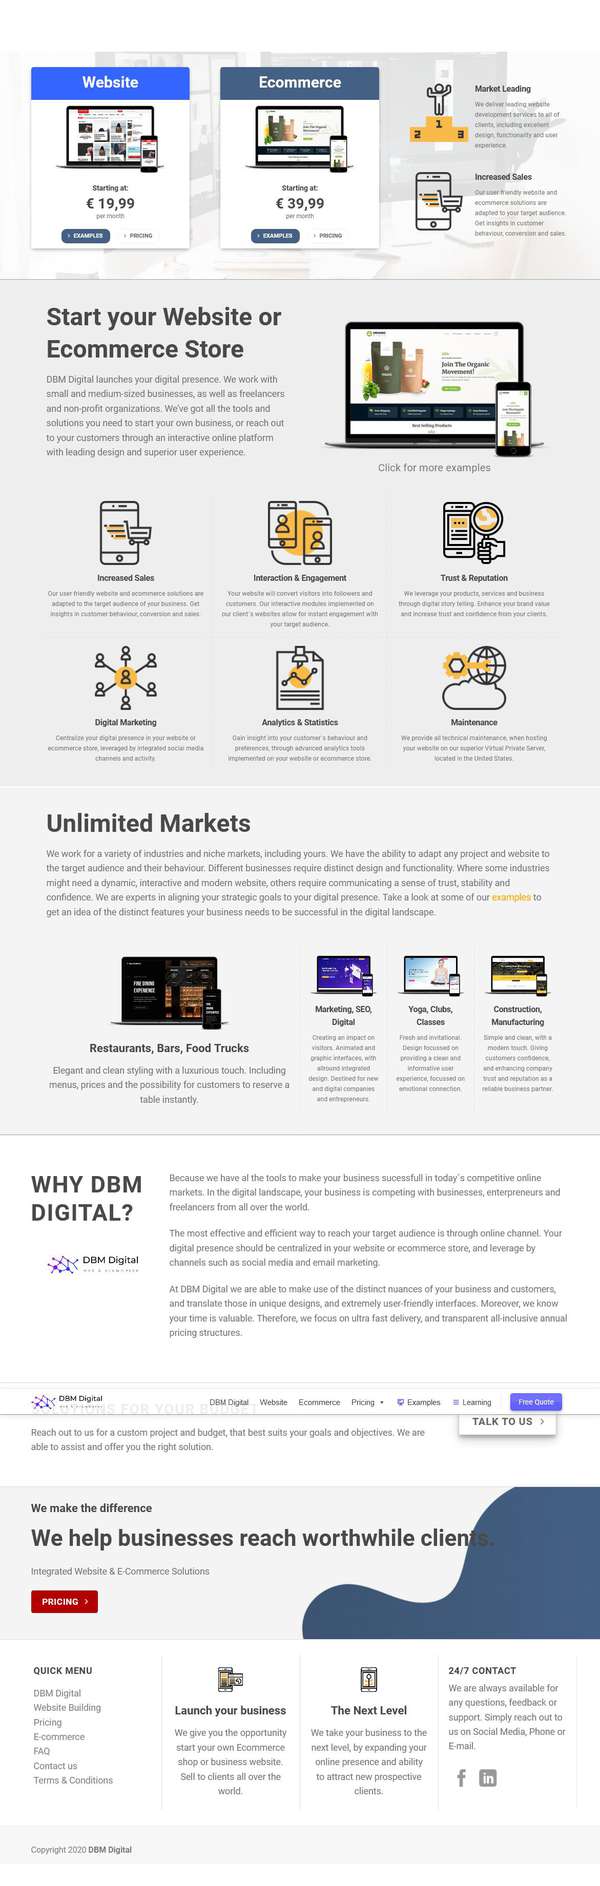 Website
Starting at:
€ 19,99
per month
EXAMPLES
PRICING
Ecommerce
Starting at:
€ 39,99
per month
EXAMPLES
PRICING
Market Leading
We deliver leading website
development services to all of
clients, including excellent
design, functionality and user
experience.
Increased Sales
Our user friendly website and
ecommerce solutions are
adapted to your target audience.
Get insights in customer
behaviour, conversion and sales.
Start your Website or
Ecommerce Store
DBM Digital launches your digital presence. We work with
small and medium-sized businesses, as well as freelancers
and non-profit organizations. We've got all the tools and
solutions you need to start your own business, or reach out
to your customers through an interactive online platform
with leading design and superior user experience.
Join The Organic
Movement!
Best Selling Products
Click for more examples
Increased Sales
Our user friendly website and ecommerce solutions are
adapted to the target audience of your business. Get
insights in customer behaviour, conversion and sales.
Interaction & Engagement
Your website will convert visitors into followers and
customers. Our interactive modules implemented on
our client´s websites allow for instant engagement with
your target audience.
Trust & Reputation
We leverage your products, services and business
through digital story telling. Enhance your brand value
and increase trust and confidence from your clients.
Digital Marketing
Centralize your digital presence in your website or
ecommerce store, leveraged by integrated social media
channels and activity.
Analytics & Statistics
Gain insight into your customer´s behaviour and
preferences, through advanced analytics tools
implemented on your website or ecommerce store.
Maintenance
We provide all technical maintenance, when hosting
your website on our superior Virtual Private Server,
located in the United States.
Unlimited Markets
We work for a variety of industries and niche markets, including yours. We have the ability to adapt any project and website to
the target audience and their behaviour. Different businesses require distinct design and functionality. Where some industries
might need a dynamic, interactive and modern website, others require communicating a sense of trust, stability and
confidence. We are experts in aligning your strategic goals to your digital presence. Take a look at some of our examples to
get an idea of the distinct features your business needs to be successful in the digital landscape.
FINE DINING
EXPERIENCE
Restaurants, Bars, Food Trucks
Elegant and clean styling with a luxurious touch. Including
menus, prices and the possibility for customers to reserve a
table instantly.
Marketing, SEO,
Digital
Creating an impact on
visitors. Animated and
graphic interfaces, with
allround integrated
design. Destined for new
and digital companies
and entrepreneurs.
Yoga, Clubs,
Classes
Fresh and invitational.
Design focussed on
providing a clean and
informative user
experience, focussed on
emotional connection.
Construction,
Manufacturing
Simple and clean, with a
modern touch. Giving
customers confidence,
and enhancing company
trust and reputation as a
reliable business partner.
WHY DBM
DIGITAL?
DBM Digital
Because we have al the tools to make your business sucessfull in today´s competitive online
markets. In the digital landscape, your business is competing with businesses, enterpreneurs and
freelancers from all over the world.
The most effective and efficient way to reach your target audience is through online channel. Your
digital presence should be centralized in your website or ecommerce store, and leverage by
channels such as social media and email marketing.
At DBM Digital we are able to make use of the distinct nuances of your business and customers,
and translate those in unique designs, and extremely user-friendly interfaces. Moreover, we know
your time is valuable. Therefore, we focus on ultra fast delivery, and transparent all-inclusive annual
pricing structures.
DBM Digital
DBM Digital Website Ecommerce Pricing Examples Learning Free Quote
SOLUTIONS FOR YOUR BUDGET
TALK TO US
Reach out to us for a custom project and budget, that best suits your goals and objectives. We are
able to assist and offer you the right solution.
We make the difference
We help businesses reach worthwhile clients.
Integrated Website & E-Commerce Solutions
PRICING
QUICK MENU
DBM Digital
Website Building
Pricing
E-commerce
FAQ
Contact us
Terms & Conditions
Launch your business
We give you the opportunity
start your own Ecommerce
shop or business website.
Sell to clients all over the
world.
The Next Level
We take your business to the
next level, by expanding your
online presence and ability
to attract new prospective
clients.
24/7 CONTACT
We are always available for
any questions, feedback or
support. Simply reach out to
us on Social Media, Phone or
E-mail.
Copyright 2020 DBM Digital